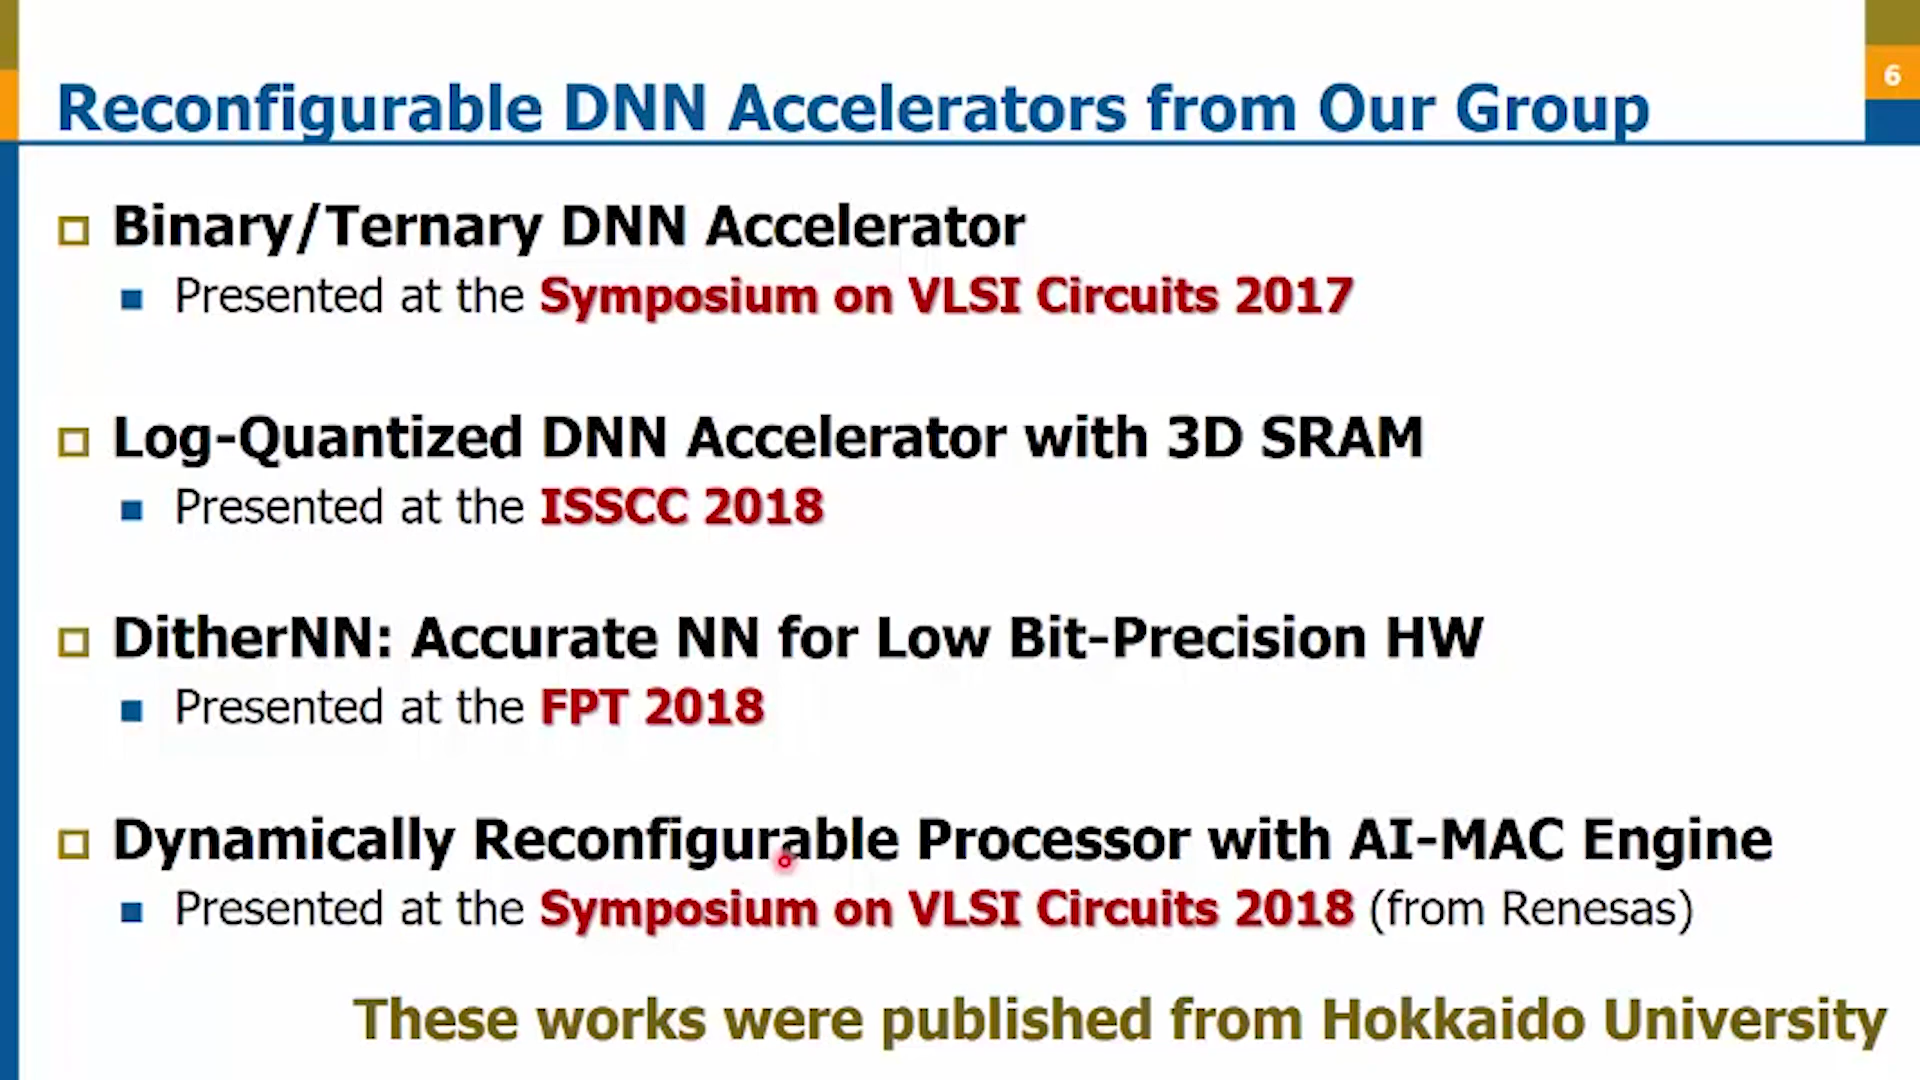 6
Reconfigurable DNN Accelerators from Our Group
Binary/Ternary DNN Accelerator
Presented at the Symposium on VLSI Circuits 2017
Log-Quantized DNN Accelerator with 3D SRAM
Presented at the ISSCC 2018
DitherNN: Accurate NN for Low Bit-Precision HW
Presented at the FPT 2018
Dynamically Reconfigurable Processor with AI-MAC Engine
Presented at the Symposium on VLSI Circuits 2018 (from Renesas)
These works were published from Hokkaido University